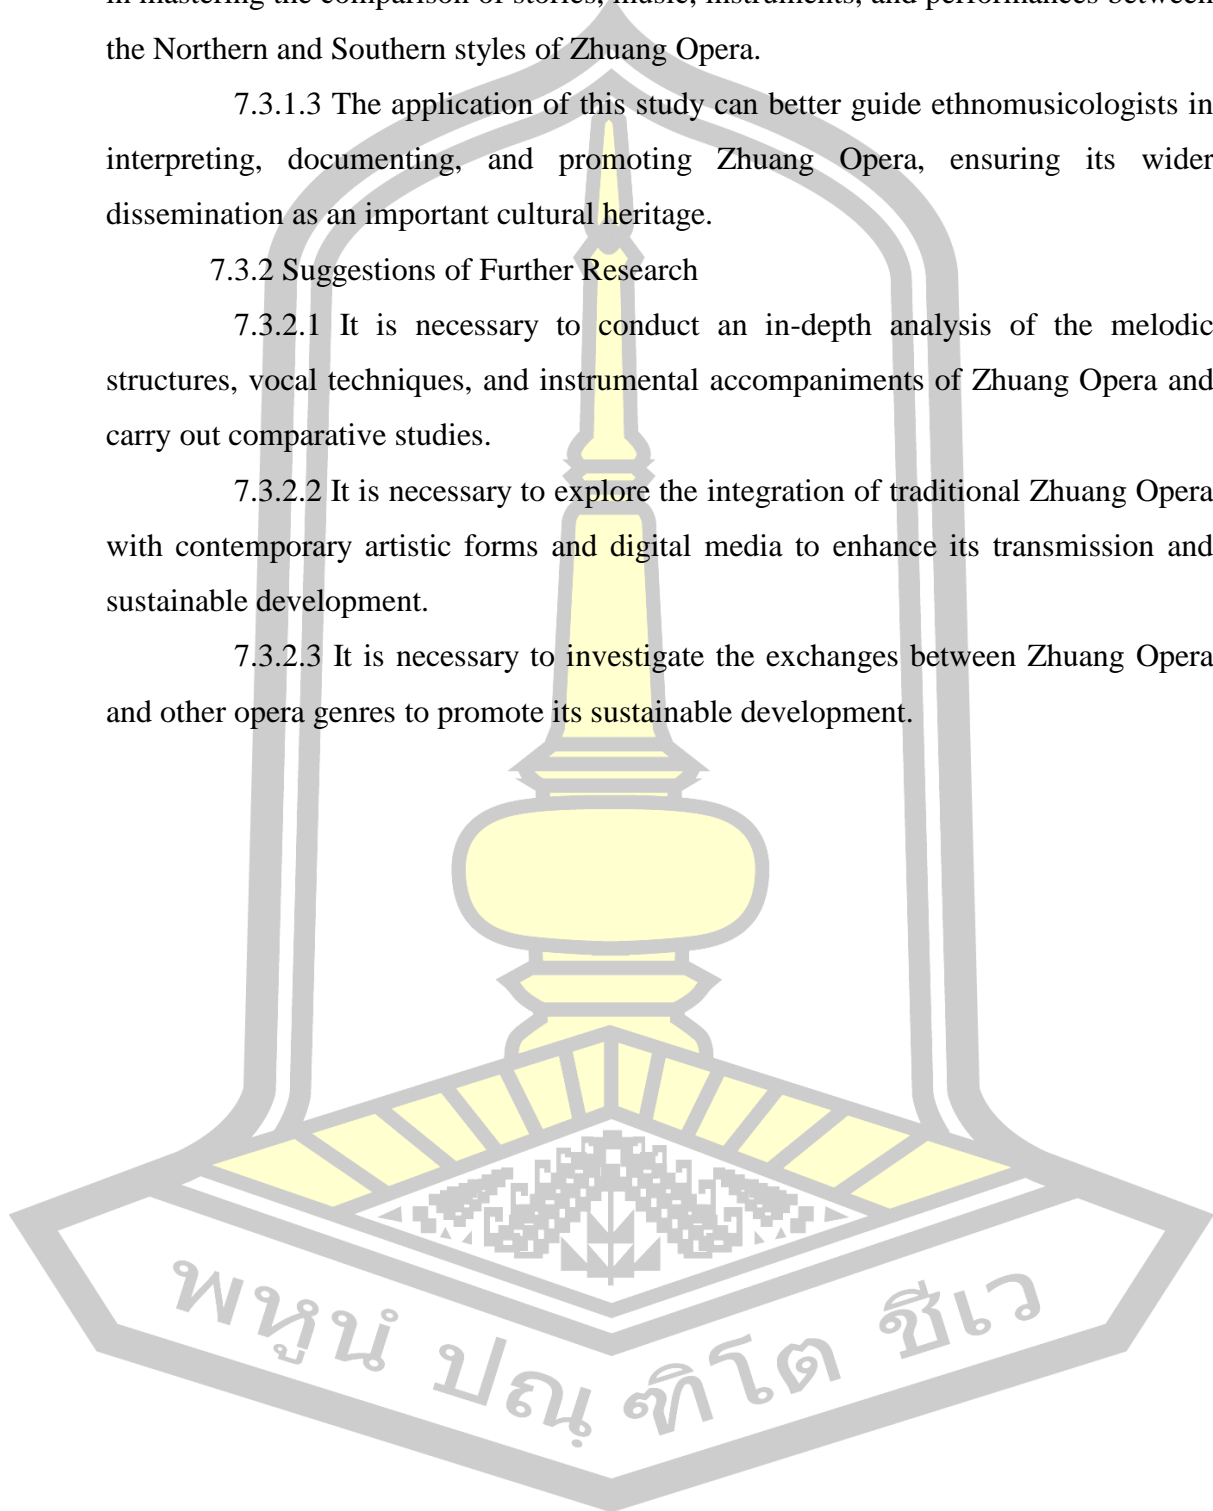 in mastering the comparison of stories, music, instruments, and performances between
the Northern and Southern styles of Zhuang Opera.
7.3.1.3 The application of this study can better guide ethnomusicologists in
interpreting, documenting, and promoting Zhuang Opera, ensuring its wider
dissemination as an important cultural heritage.
7.3.2 Suggestions of Further Research
7.3.2.1 It is necessary to conduct an in-depth analysis of the melodic
structures, vocal techniques, and instrumental accompaniments of Zhuang Opera and
carry out comparative studies.
7.3.2.2 It is necessary to explore the integration of traditional Zhuang Opera
with contemporary artistic forms and digital media to enhance its transmission and
sustainable development.
7.3.2.3 It is necessary to investigate the exchanges between Zhuang Opera
and other opera genres to promote its sustainable development.
พหูนํ ปณฺฑิโต ชีเว